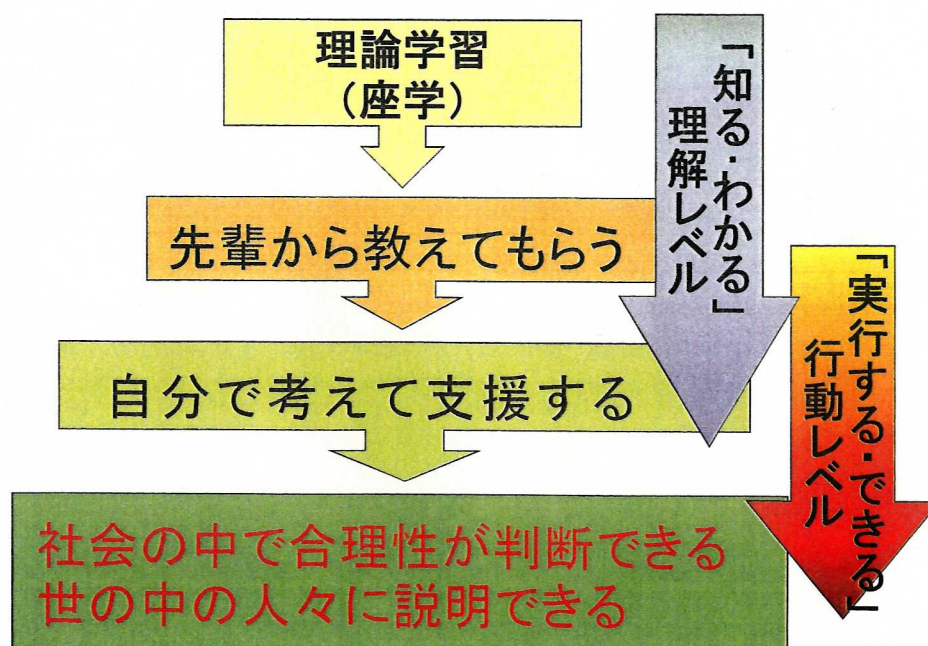 理論学習
（座学）
先輩から教えてもらう
自分で考えて支援する
社会の中で合理性が判断できる
世の中の人々に説明できる
「知る・わかる」
理解レベル
「実行する・できる」
行動レベル